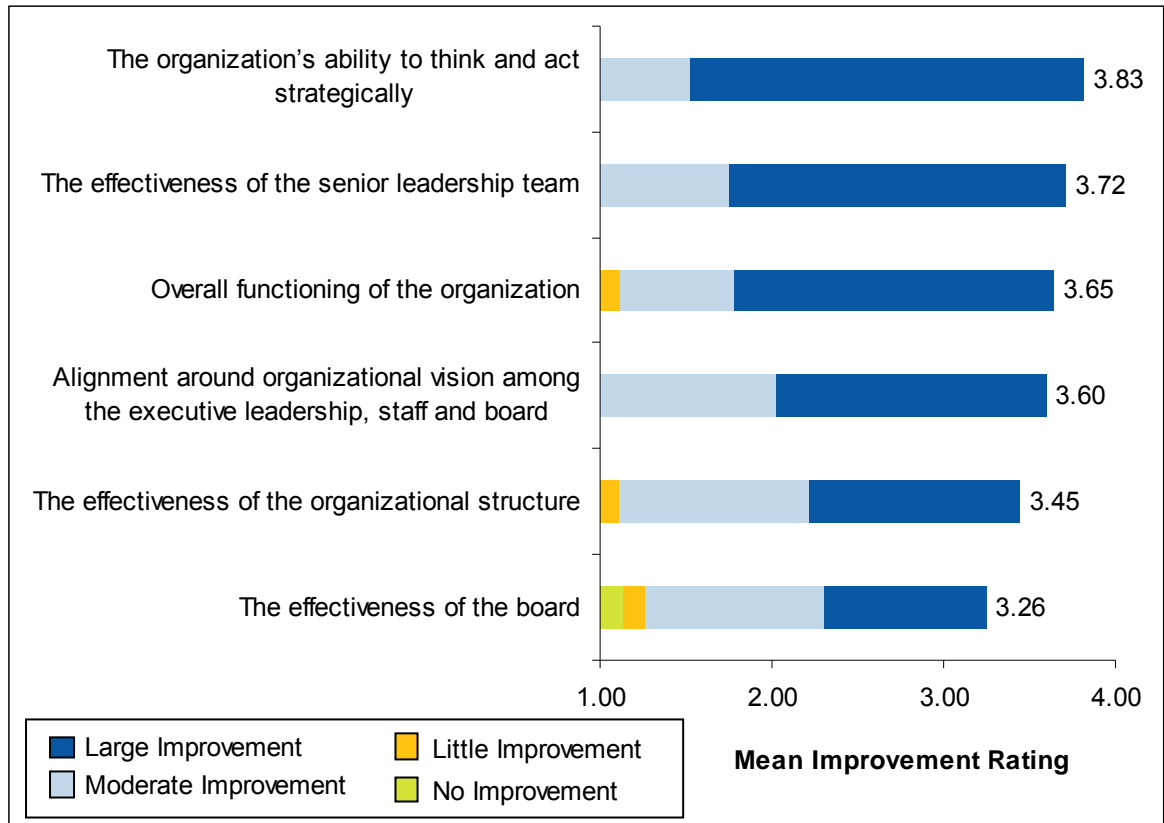 The organization’s ability to think and act
strategically
3.83
The effectiveness of the senior leadership team
3.72
Overall functioning of the organization
3.65
Alignment around organizational vision among
the executive leadership, staff and board
3.60
The effectiveness of the organizational structure
3.45
The effectiveness of the board
3.26
1.00 2.00 3.00 4.00
Large Improvement Little Improvement
Moderate Improvement No Improvement
Mean Improvement Rating